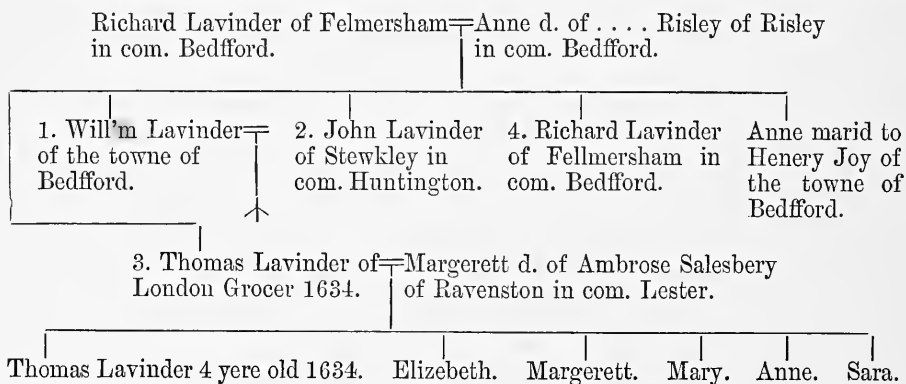 Richard Lavinder of Felmersham
in com. Bedfford.
Anne d. of .... Risley of Risley
in com. Bedfford.
1. Will'm Lavinder
of the towne of
Bedfford.
2. John Lavinder
of Stewkley in
com. Huntington.
4. Richard Lavinder
of Fellmersham in
com. Bedfford.
Anne marid to
Henery Joy of
the towne of
Bedfford.
3. Thomas Lavinder of
London Grocer 1634.
Margerett d. of Ambrose Salesbery
of Ravenston in com. Lester.
Thomas Lavinder 4 yere old 1634.
Elizebeth.
Margerett.
Mary.
Anne.
Sara.